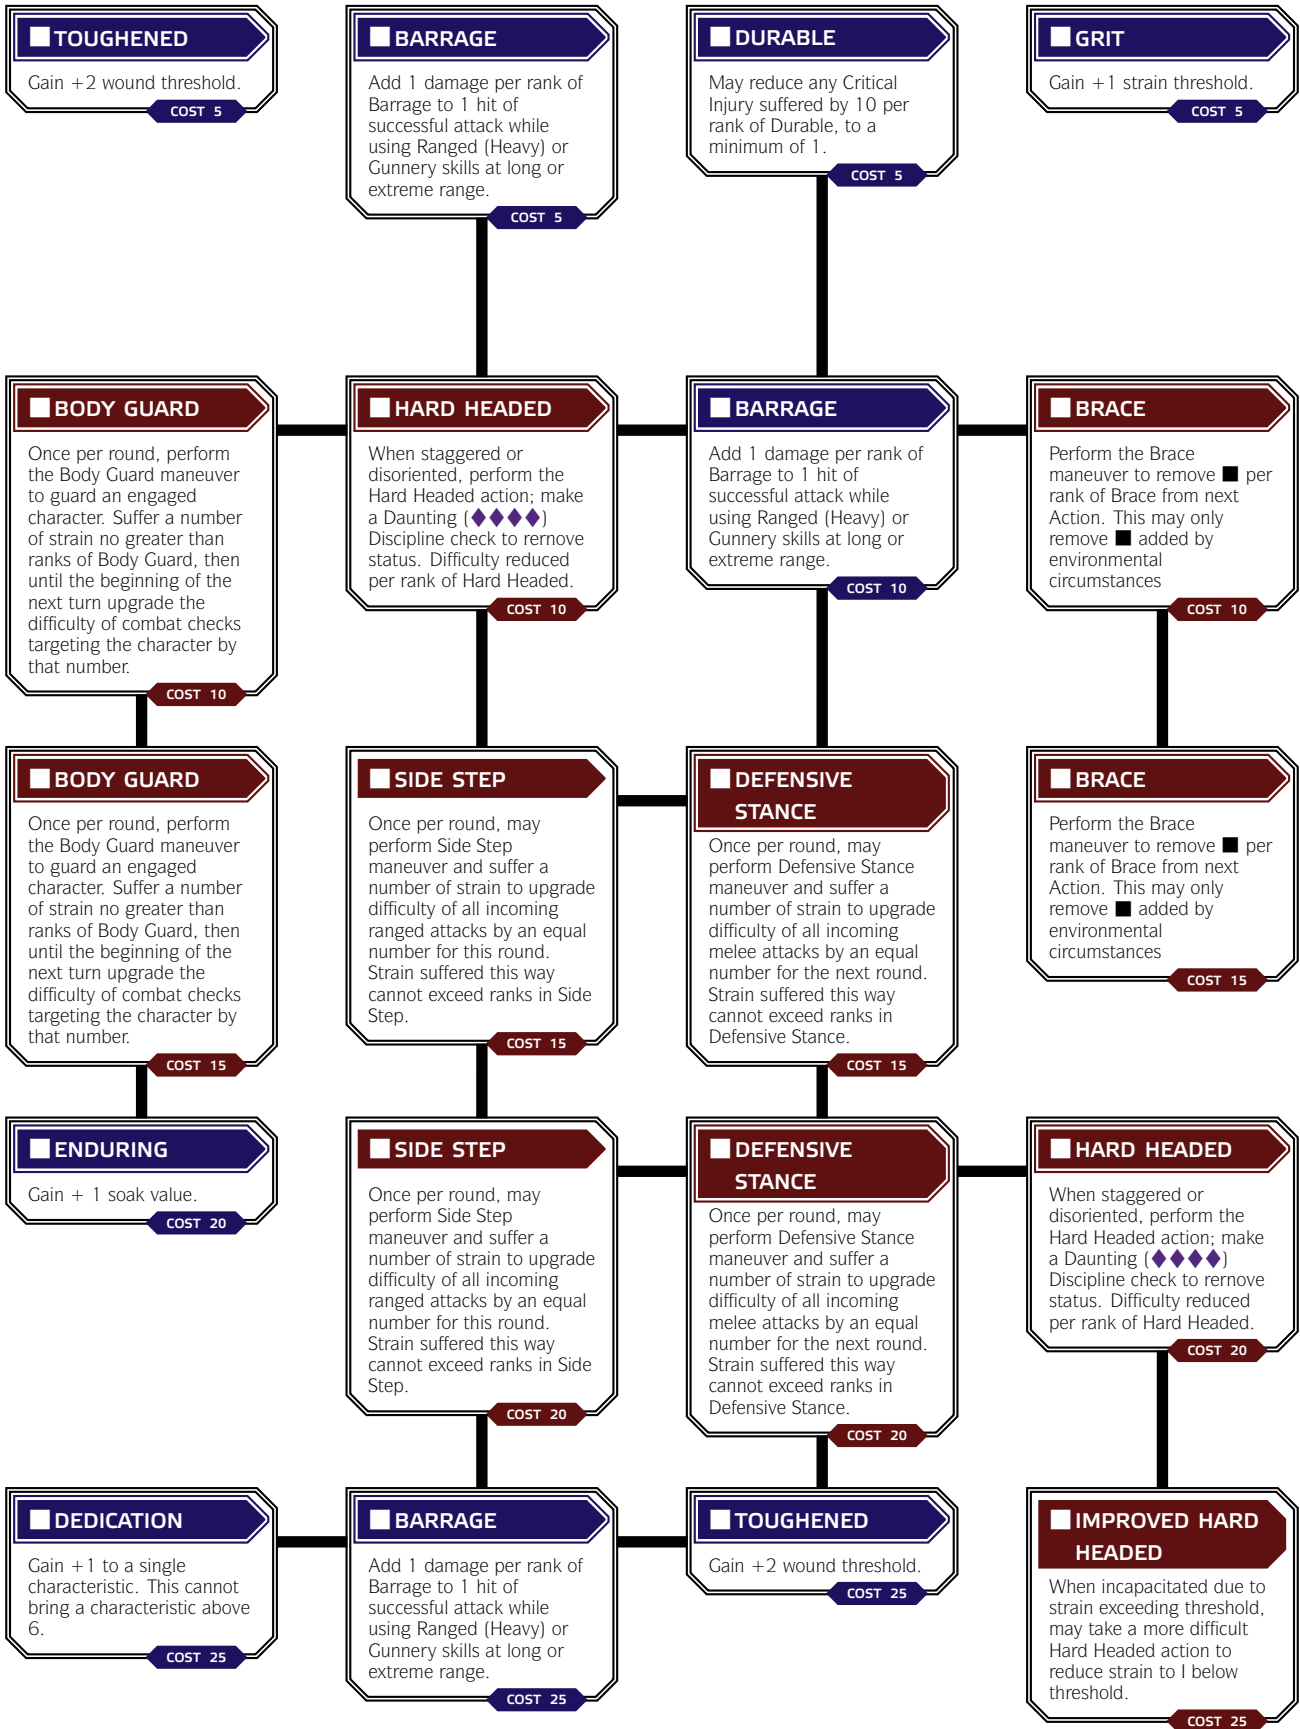 TOUGHENED
Gain +2 wound threshold.
COST 5
BARRAGE
Add 1 damage per rank of
Barrage to 1 hit of
successful attack while
using Ranged (Heavy) or
Gunnery skills at long or
extreme range.
COST 5
DURABLE
May reduce any Critical
Injury suffered by 10 per
rank of Durable, to a
minimum of 1.
COST 5
GRIT
Gain +1 strain threshold.
COST 5
BODY GUARD
Once per round, perform
the Body Guard maneuver
to guard an engaged
character. Suffer a number
of strain no greater than
ranks of Body Guard, then
until the beginning of the
next turn upgrade the
difficulty of combat checks
targeting the character by
that number.
COST 10
HARD HEADED
When staggered or
disoriented, perform the
Hard Headed action; make
a Daunting (◆◆◆◆)
Discipline check to rernove
status. Difficulty reduced
per rank of Hard Headed.
COST 10
BARRAGE
Add 1 damage per rank of
Barrage to 1 hit of
successful attack while
using Ranged (Heavy) or
Gunnery skills at long or
extreme range.
COST 10
BRACE
Perform the Brace
maneuver to remove ■ per
rank of Brace from next
Action. This may only
remove ■ added by
environmental
circumstances
COST 10
BODY GUARD
Once per round, perform
the Body Guard maneuver
to guard an engaged
character. Suffer a number
of strain no greater than
ranks of Body Guard, then
until the beginning of the
next turn upgrade the
difficulty of combat checks
targeting the character by
that number.
COST 15
SIDE STEP
Once per round, may
perform Side Step
maneuver and suffer a
number of strain to upgrade
difficulty of all incoming
ranged attacks by an equal
number for this round.
Strain suffered this way
cannot exceed ranks in Side
Step.
COST 15
DEFENSIVE
STANCE
Once per round, may
perform Defensive Stance
maneuver and suffer a
number of strain to upgrade
difficulty of all incoming
melee attacks by an equal
number for the next round.
Strain suffered this way
cannot exceed ranks in
Defensive Stance.
COST 15
BRACE
Perform the Brace
maneuver to remove ■ per
rank of Brace from next
Action. This may only
remove ■ added by
environmental
circumstances
COST 15
ENDURING
Gain + 1 soak value.
COST 20
SIDE STEP
Once per round, may
perform Side Step
maneuver and suffer a
number of strain to upgrade
difficulty of all incoming
ranged attacks by an equal
number for this round.
Strain suffered this way
cannot exceed ranks in Side
Step.
COST 20
DEFENSIVE
STANCE
Once per round, may
perform Defensive Stance
maneuver and suffer a
number of strain to upgrade
difficulty of all incoming
melee attacks by an equal
number for the next round.
Strain suffered this way
cannot exceed ranks in
Defensive Stance.
COST 20
HARD HEADED
When staggered or
disoriented, perform the
Hard Headed action; make
a Daunting (◆◆◆◆)
Discipline check to rernove
status. Difficulty reduced
per rank of Hard Headed.
COST 20
DEDICATION
Gain +1 to a single
characteristic. This cannot
bring a characteristic above
6.
COST 25
BARRAGE
Add 1 damage per rank of
Barrage to 1 hit of
successful attack while
using Ranged (Heavy) or
Gunnery skills at long or
extreme range.
COST 25
TOUGHENED
Gain +2 wound threshold.
COST 25
IMPROVED HARD
HEADED
When incapacitated due to
strain exceeding threshold,
may take a more difficult
Hard Headed action to
reduce strain to I below
threshold.
COST 25